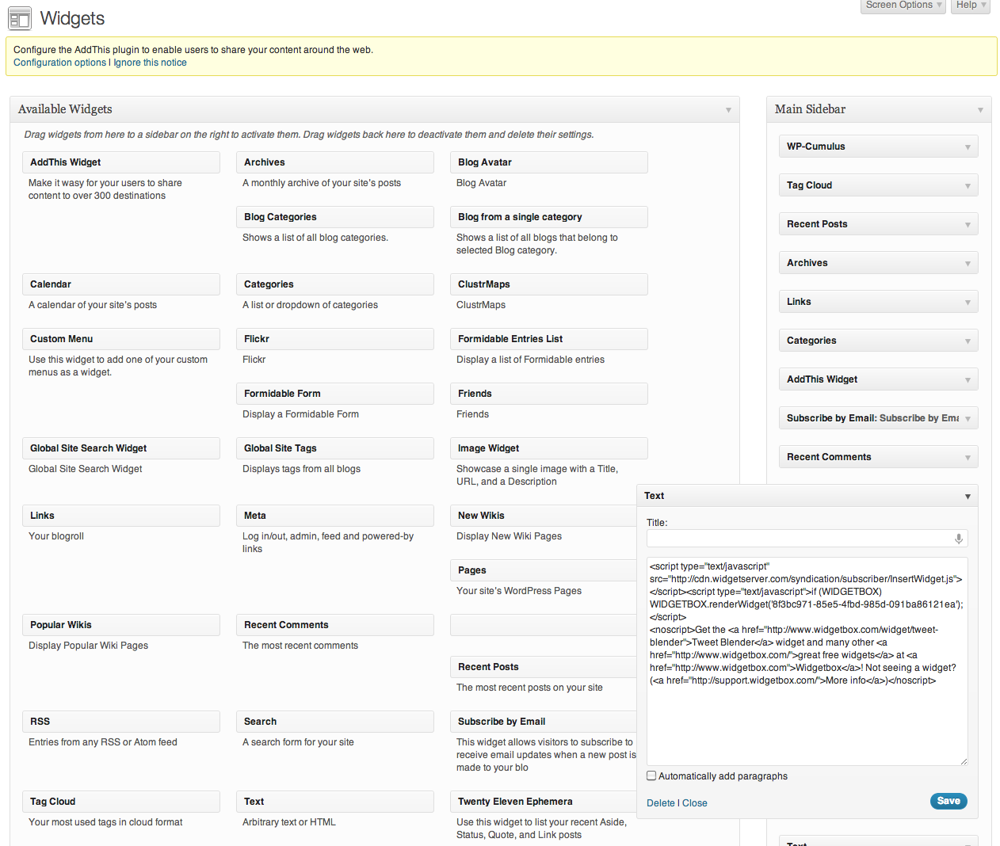 Widgets
Screen Options
Help
Configure the AddThis plugin to enable users to share your content around the web.
Configuration options | Ignore this notice
Available Widgets
Drag widgets from here to a sidebar on the right to activate them. Drag widgets back here to deactivate them and delete their settings.
AddThis Widget
Make it wasy for your users to share
content to over 300 destinations
Archives
A monthly archive of your site's posts
Blog Avatar
Blog Avatar
Blog Categories
Shows a list of all blog categories.
Blog from a single category
Shows a list of all blogs that belong to
selected Blog category.
Calendar
A calendar of your site's posts
Categories
A list or dropdown of categories
ClustrMaps
ClustrMaps
Custom Menu
Use this widget to add one of your custom
menus as a widget.
Flickr
Flickr
Formidable Entries List
Display a list of Formidable entries
Formidable Form
Display a Formidable Form
Friends
Friends
Global Site Search Widget
Global Site Search Widget
Global Site Tags
Displays tags from all blogs
Image Widget
Showcase a single image with a Title,
URL, and a Description
Links
Your blogroll
Meta
Log in/out, admin, feed and powered-by
links
New Wikis
Display New Wiki Pages
Pages
Your site's WordPress Pages
Popular Wikis
Display Popular Wiki Pages
Recent Comments
The most recent comments
Recent Posts
The most recent posts on your site
RSS
Entries from any RSS or Atom feed
Search
A search form for your site
Subscribe by Email
This widget allows visitors to subscribe to
receive email updates when a new post is
made to your blo
Tag Cloud
Your most used tags in cloud format
Text
Arbitrary text or HTML
Twenty Eleven Ephemera
Use this widget to list your recent Aside,
Status, Quote, and Link posts
Main Sidebar
WP-Cumulus
Tag Cloud
Recent Posts
Archives
Links
Categories
AddThis Widget
Subscribe by Email: Subscribe by Ema
Recent Comments
Text
Title:
<script type="text/javascript"
src="http://cdn.widgetserver.com/syndication/subscriber/InsertWidget.js">
</script><script type="text/javascript">if (WIDGETBOX)
WIDGETBOX.renderWidget('8f3bc971-85e5-4fbd-985d-091ba86121ea');
</script>
<noscript>Get the <a href="http://www.widgetbox.com/widget/tweet-
blender">Tweet Blender</a> widget and many other <a
href="http://www.widgetbox.com/">great free widgets</a> at <a
href="http://www.widgetbox.com">Widgetbox</a>! Not seeing a widget?
(<a href="http://support.widgetbox.com/">More info</a>)</noscript>
Automatically add paragraphs
Delete | Close
Save
Text